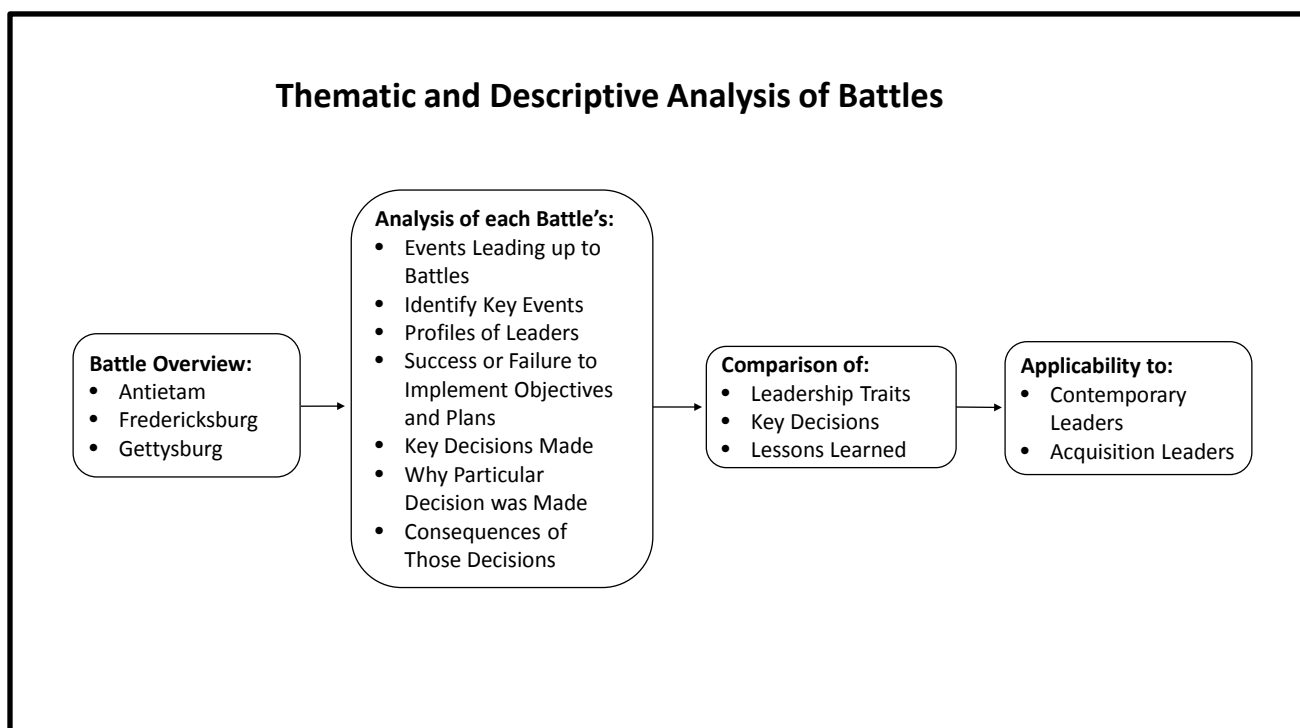 Thematic and Descriptive Analysis of Battles
Battle Overview:
• Antietam
• Fredericksburg
• Gettysburg
Analysis of each Battle's:
• Events Leading up to
Battles
• Identify Key Events
• Profiles of Leaders
• Success or Failure to
Implement Objectives
and Plans
• Key Decisions Made
• Why Particular
Decision was Made
• Consequences of
Those Decisions
Comparison of:
• Leadership Traits
• Key Decisions
• Lessons Learned
Applicability to:
• Contemporary
Leaders
• Acquisition Leaders